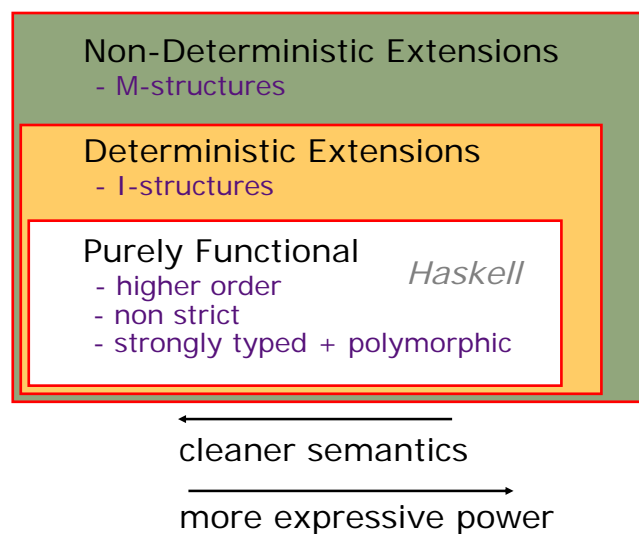 Non-Deterministic Extensions
- M-structures
Deterministic Extensions
- I-structures
Purely Functional
Haskell
- higher order
- non strict
- strongly typed + polymorphic
cleaner semantics
more expressive power